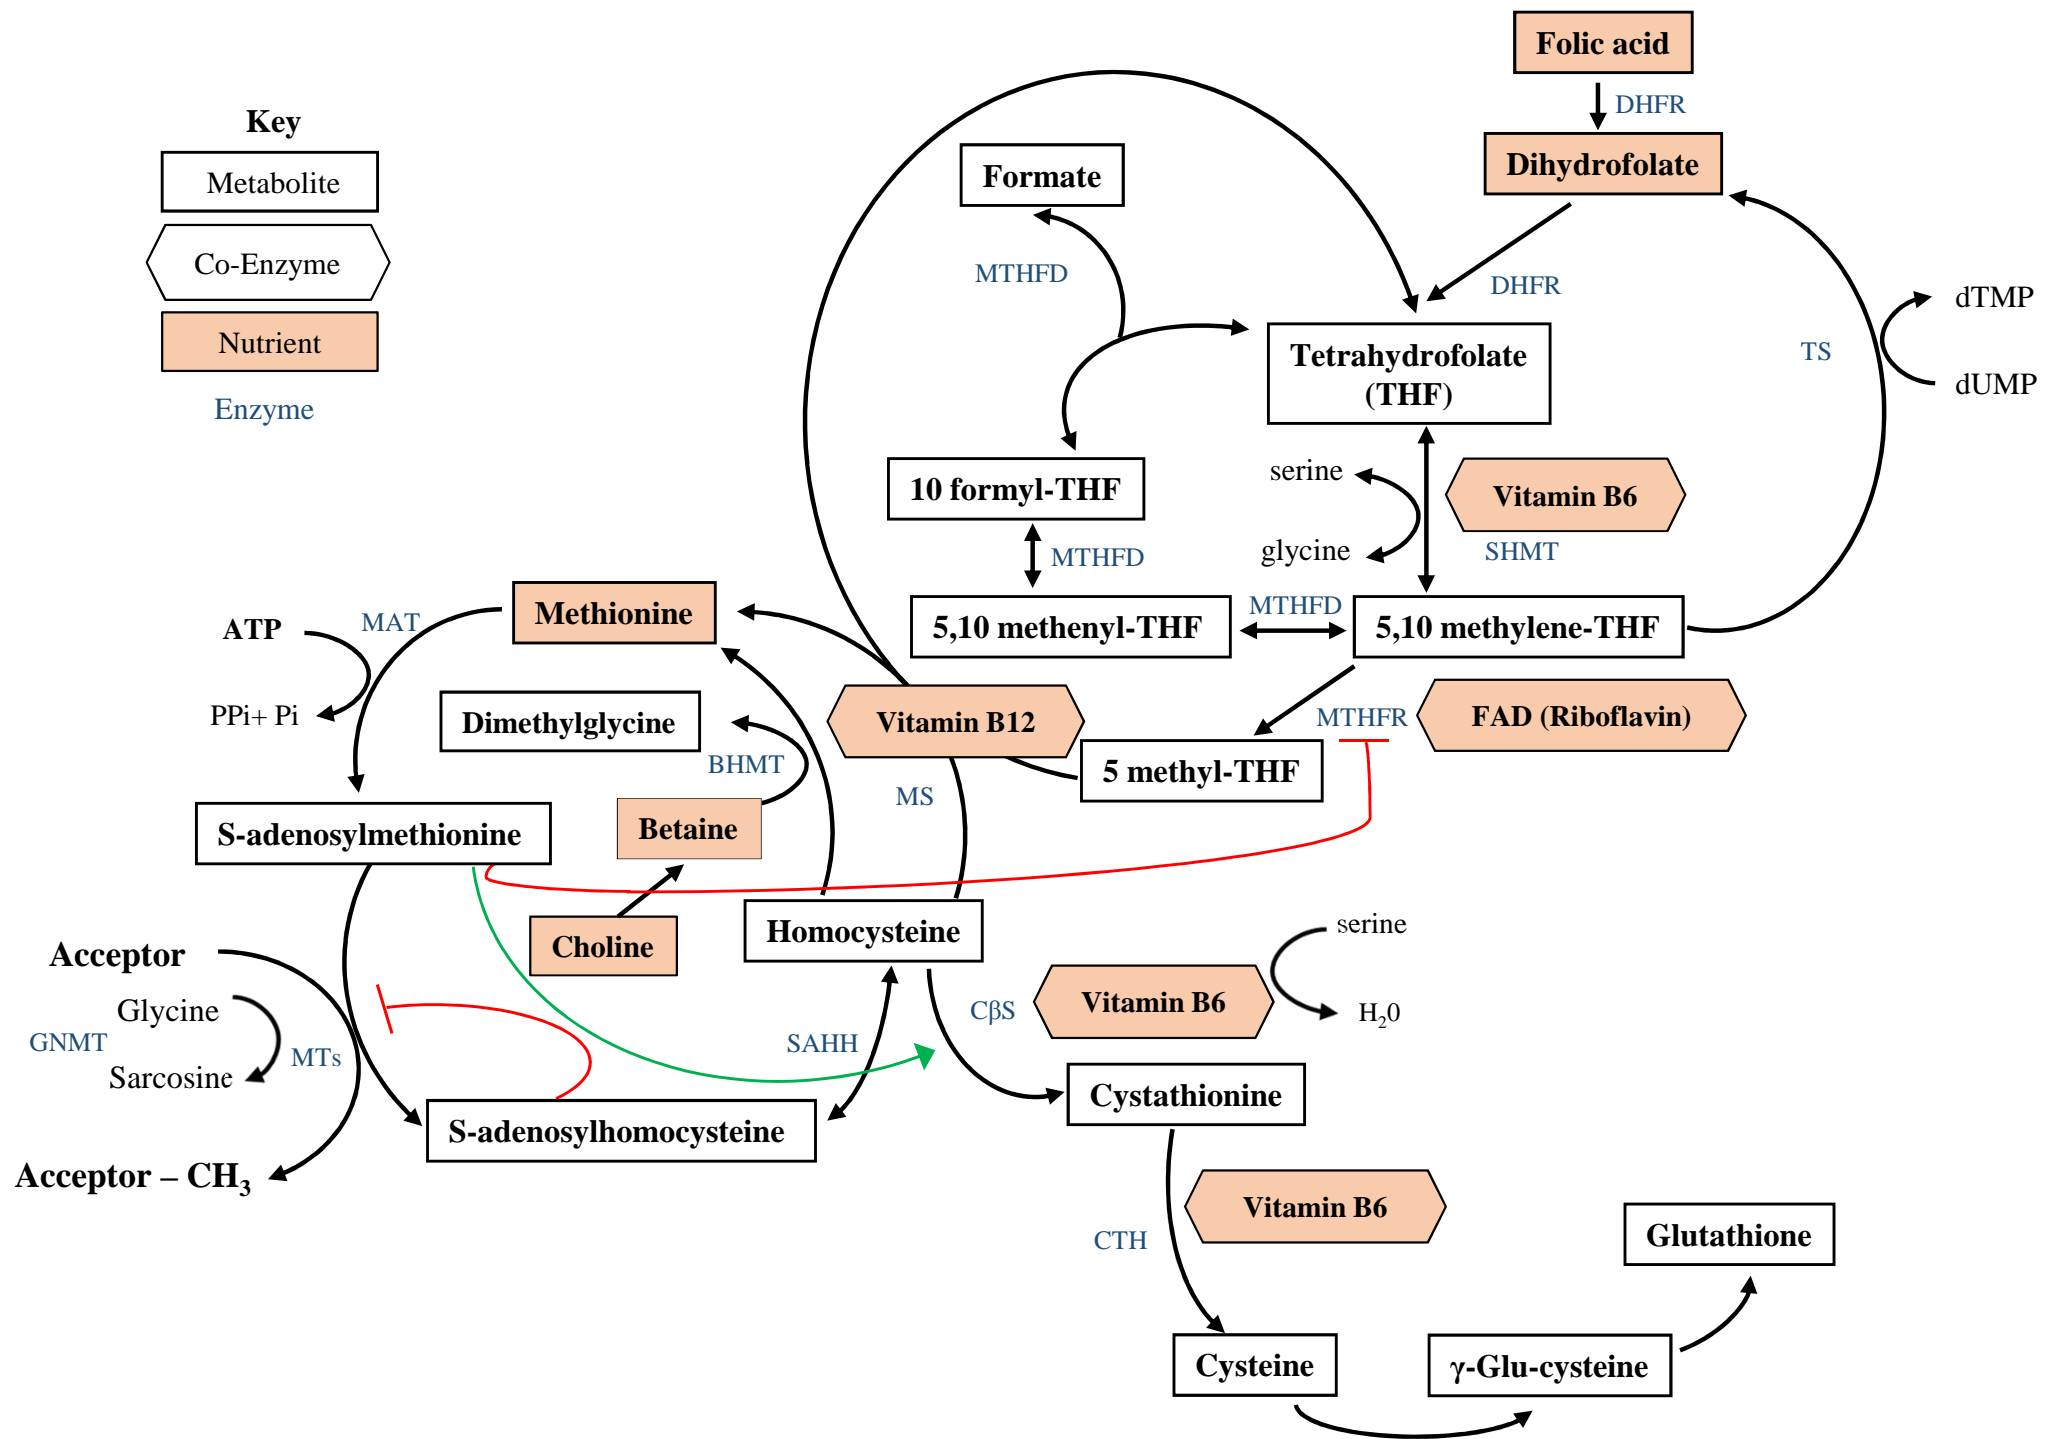 Key
Metabolite
Co-Enzyme
Nutrient
Enzyme
Folic acid
DHFR
Dihydrofolate
DHFR
Formate
MTHFD
Tetrahydrofolate
(THF)
dTMP
TS
dUMP
10 formyl-THF
serine
Vitamin B6
glycine
SHMT
MTHFD
MTHFD
5,10 methenyl-THF
5,10 methylene-THF
Methionine
ATP
MAT
PPi+ Pi
Dimethylglycine
BHMT
Vitamin B12
MTHFR
FAD (Riboflavin)
5 methyl-THF
MS
S-adenosylmethionine
Betaine
Choline
Homocysteine
Acceptor
Glycine
GNMT
MTs
Sarcosine
Acceptor – CH3
SAHH
S-adenosylhomocysteine
CβS
Vitamin B6
serine
H20
Cystathionine
Vitamin B6
CTH
Glutathione
Cysteine
γ-Glu-cysteine